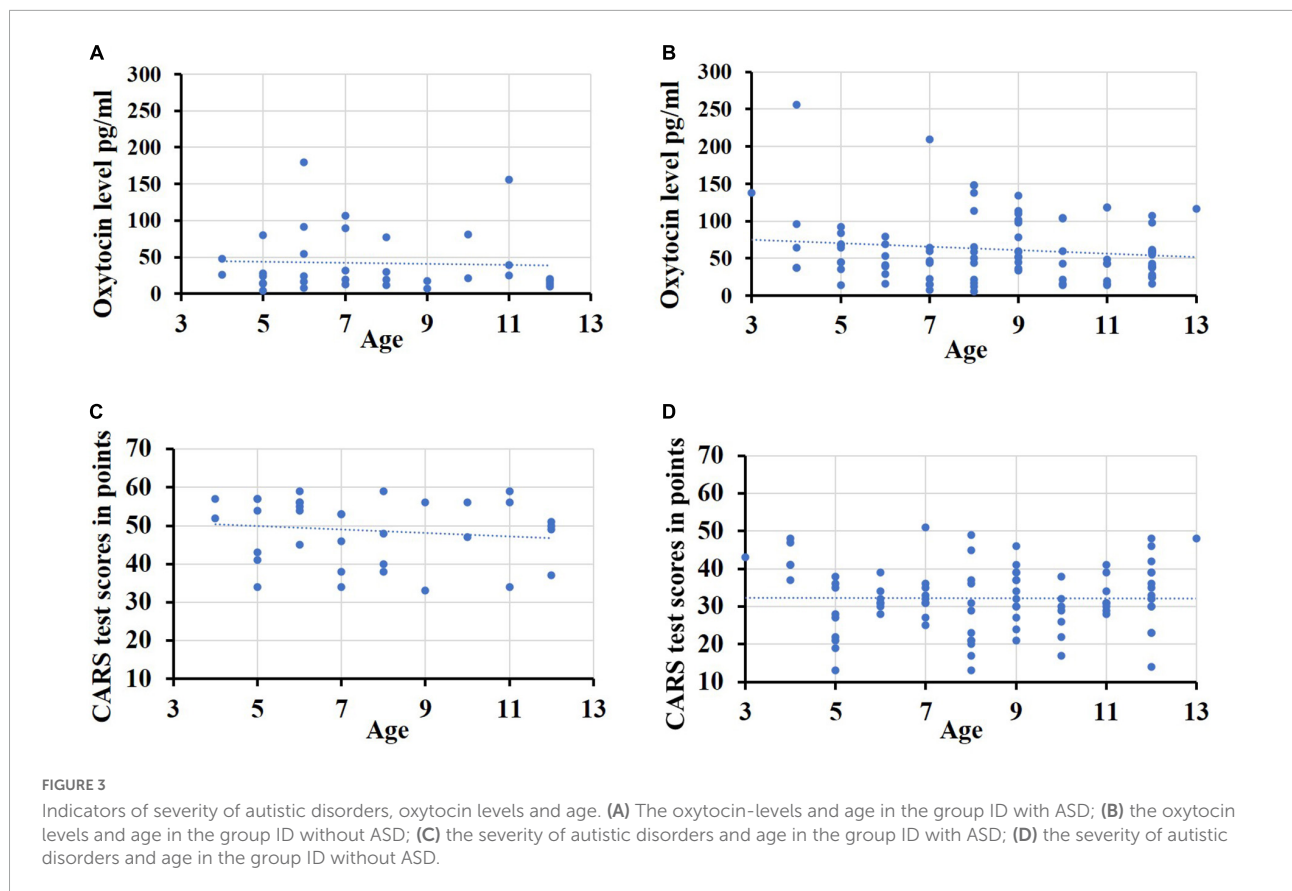 A
300
250
200
150
100
50
0
Oxytocin level pg/ml
3 5 7 9 11 13
Age
B
300
250
200
150
100
50
0
Oxytocin level pg/ml
3 5 7 9 11 13
Age
C
70
60
50
40
30
20
10
CARS test scores in points
3 5 7 9 11 13
Age
D
70
60
50
40
30
20
10
CARS test scores in points
3 5 7 9 11 13
Age
FIGURE 3
Indicators of severity of autistic disorders, oxytocin levels and age. (A) The oxytocin-levels and age in the group ID with ASD; (B) the oxytocin
levels and age in the group ID without ASD; (C) the severity of autistic disorders and age in the group ID with ASD; (D) the severity of autistic
disorders and age in the group ID without ASD.